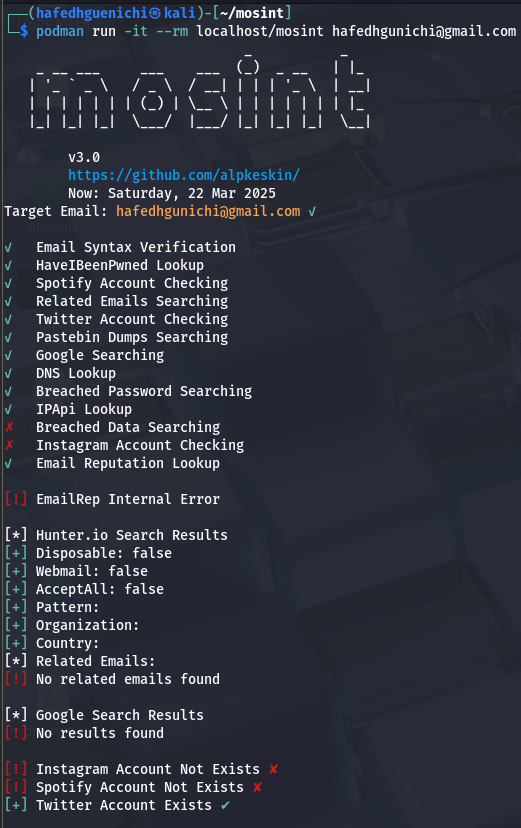 ┌──(hafedhguenichi㉿kali)-[~/mosint]
└─$ podman run -it --rm localhost/mosint hafedhgunichi@gmail.com
mosint
v3.0
https://github.com/alpkeskin/
Now: Saturday, 22 Mar 2025
Target Email: hafedhgunichi@gmail.com ✓
✓ Email Syntax Verification
✓ HaveIBeenPwned Lookup
✓ Spotify Account Checking
✓ Related Emails Searching
✓ Twitter Account Checking
✓ Pastebin Dumps Searching
✓ Google Searching
✓ DNS Lookup
✓ Breached Password Searching
✓ IPApi Lookup
✗ Breached Data Searching
✗ Instagram Account Checking
✓ Email Reputation Lookup
[!] EmailRep Internal Error
[*] Hunter.io Search Results
[+] Disposable: false
[+] Webmail: false
[+] AcceptAll: false
[+] Pattern:
[+] Organization:
[+] Country:
[*] Related Emails:
[!] No related emails found
[*] Google Search Results
[!] No results found
[!] Instagram Account Not Exists ✘
[!] Spotify Account Not Exists ✘
[+] Twitter Account Exists ✔